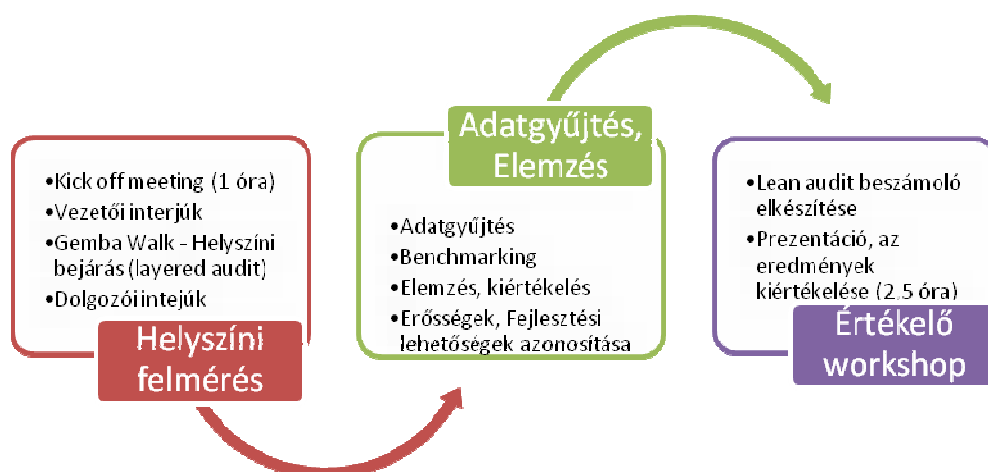 •Kick off meeting (1 óra)
•Vezetői interjúk
•Gemba Walk – Helyszíni
bejárás (layered audit)
•Dolgozói intejúk
Helyszíni
felmérés
Adatgyűjtés,
Elemzés
•Adatgyűjtés
•Benchmarking
•Elemzés, kiértékelés
•Erősségek, Fejlesztési
lehetőségek azonosítása
•Lean audit beszámoló
elkészítése
•Prezentáció, az
eredmények
kiértékelése (2,5 óra)
Értékelő
workshop